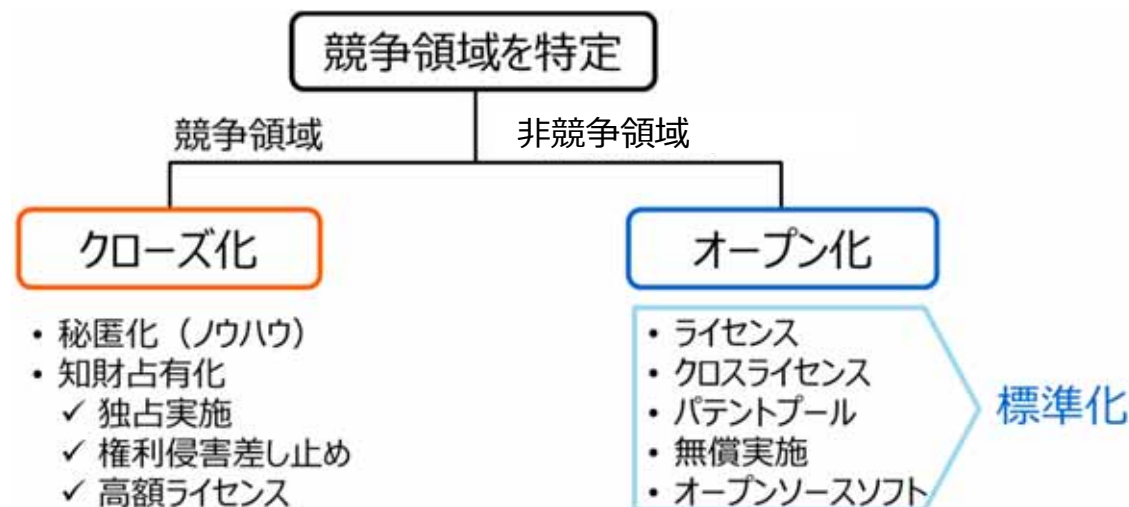 競争領域を特定
競争領域
非競争領域
クローズ化
オープン化
• 秘匿化（ノウハウ）
• 知財占有化
✓ 独占実施
✓ 権利侵害差し止め
✓ 高額ライセンス
• ライセンス
• クロスライセンス
• パテントプール
• 無償実施
• オープンソースソフト
標準化